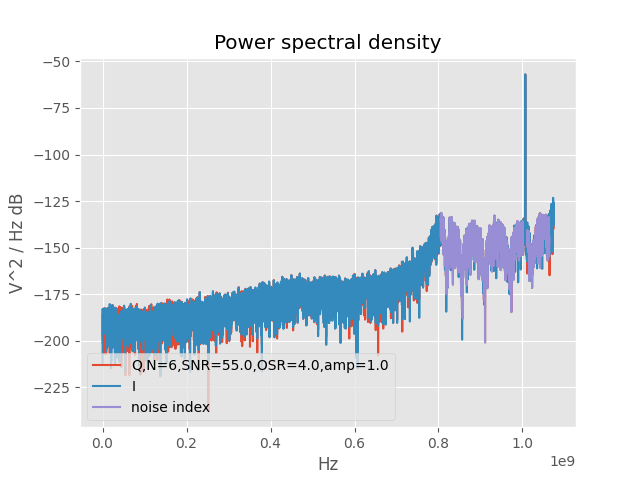 Power spectral density
V^2 / Hz dB
−50
−75
−100
−125
−150
−175
−200
−225
Q,N=6,SNR=55.0,OSR=4.0,amp=1.0
I
noise index
0.0 0.2 0.4 0.6 0.8 1.0
1e9
Hz